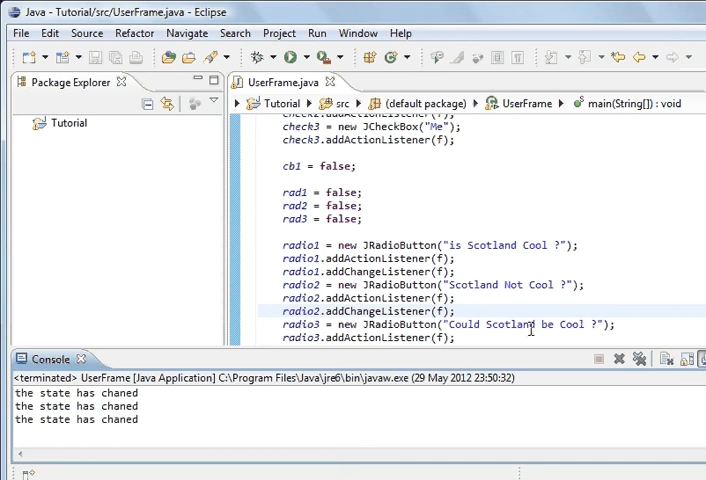 Java - Tutorial/src/UserFrame.java - Eclipse
File Edit Source Refactor Navigate Search Project Run Window Help
Package Explorer
UserFrame.java
Tutorial src (default package) UserFrame main(String[]) : void
Tutorial
check2.addActionListener(f);
check3 = new JCheckBox("Me");
check3.addActionListener(f);
cb1 = false;
rad1 = false;
rad2 = false;
rad3 = false;
radio1 = new JRadioButton("is Scotland Cool ?");
radio1.addActionListener(f);
radio1.addChangeListener(f);
radio2 = new JRadioButton("Scotland Not Cool ?");
radio2.addActionListener(f);
radio2.addChangeListener(f);
radio3 = new JRadioButton("Could Scotland be Cool ?");
radio3.addActionListener(f);
Console
<terminated> UserFrame [Java Application] C:\Program Files\Java\jre6\bin\javaw.exe (29 May 2012 23:50:32)
the state has chaned
the state has chaned
the state has chaned